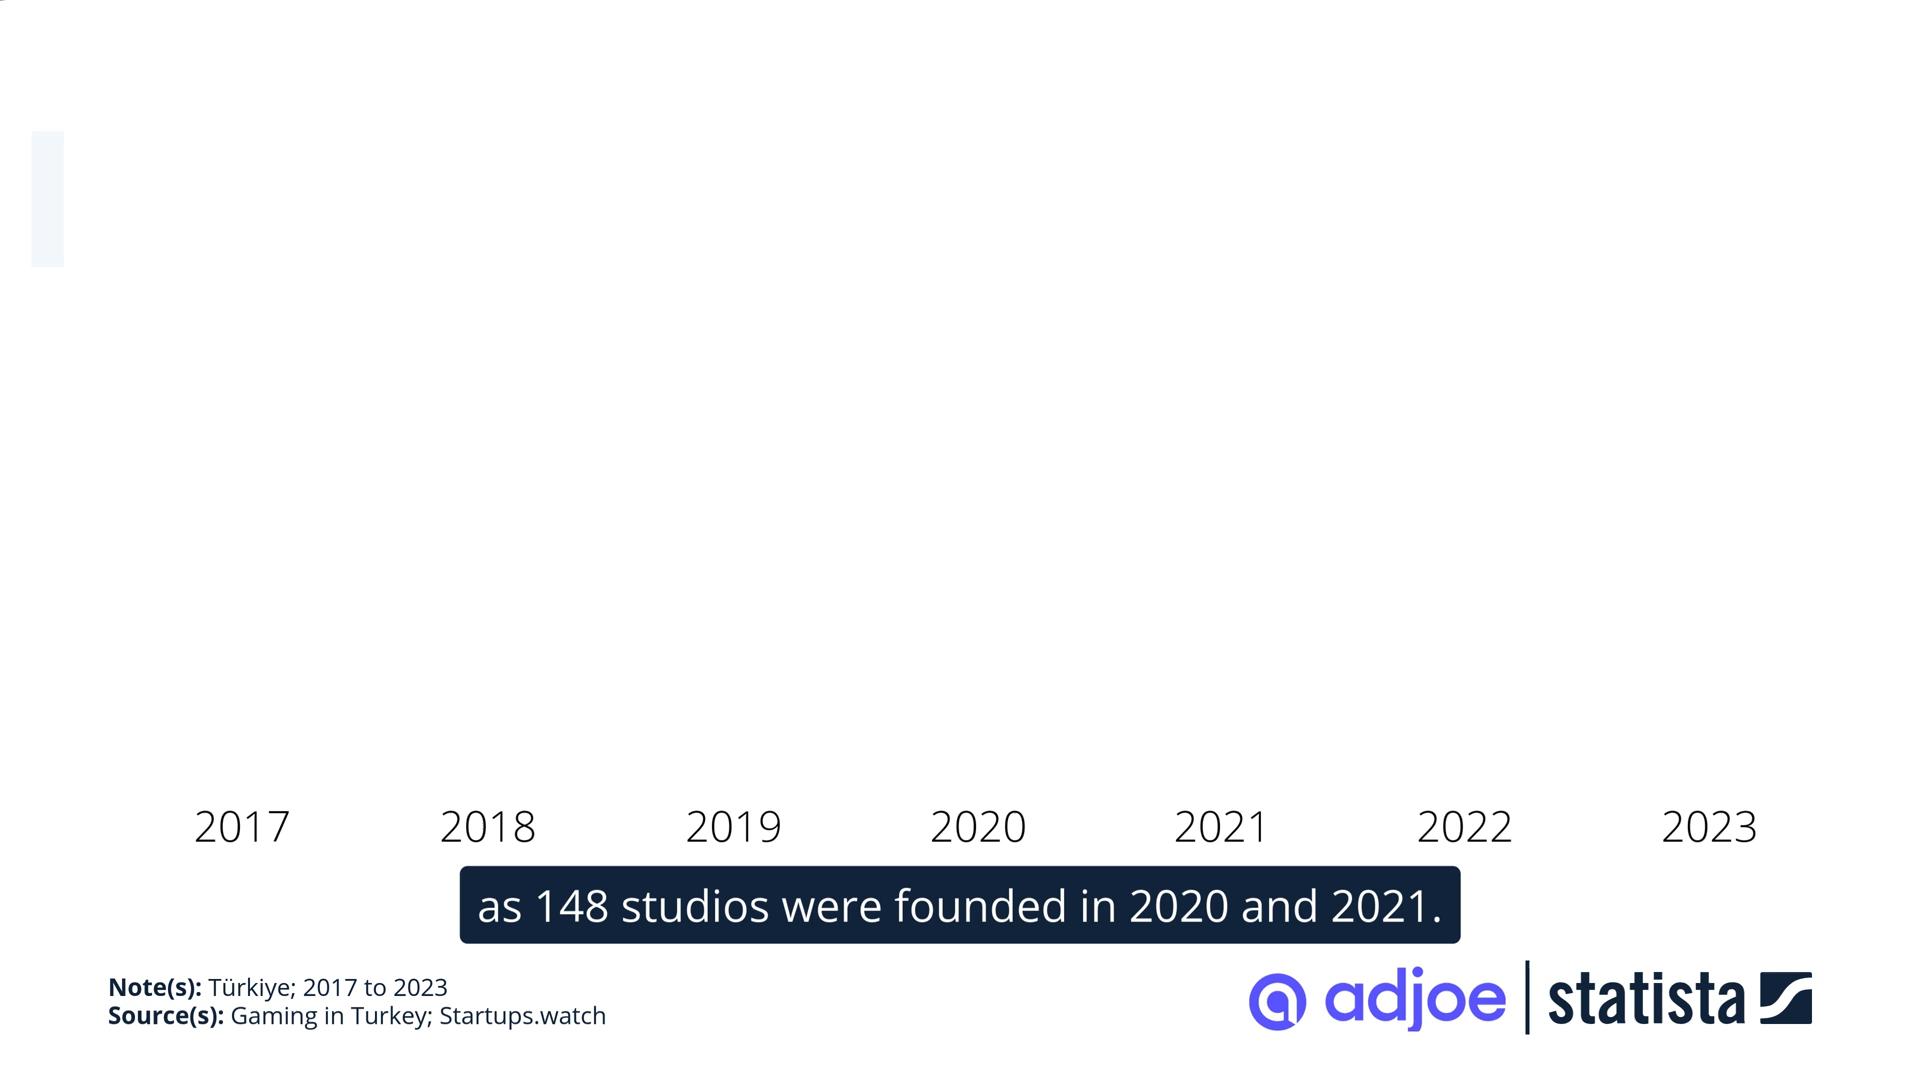 2017 2018 2019 2020 2021 2022 2023
as 148 studios were founded in 2020 and 2021.
Note(s): Türkiye; 2017 to 2023
Source(s): Gaming in Turkey; Startups.watch
adjoe | statista